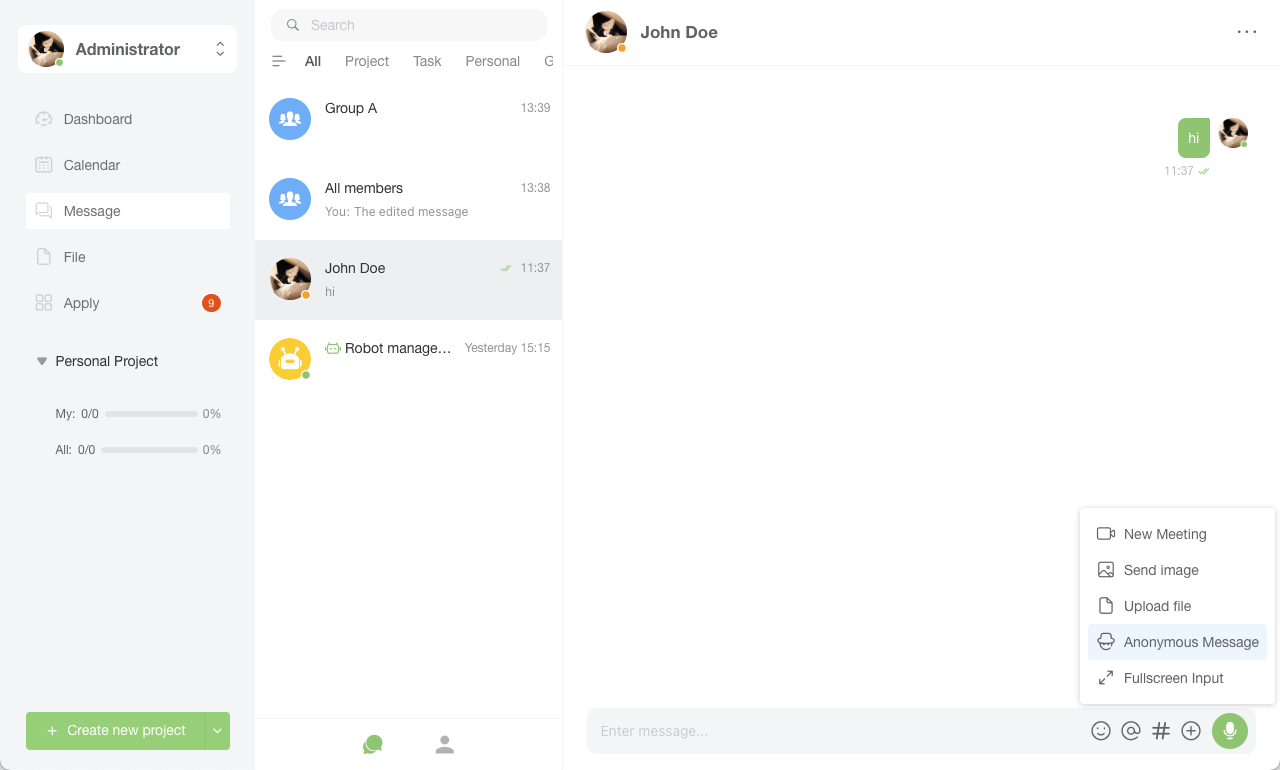 Administrator
Dashboard
Calendar
Message
File
Apply
9
Personal Project
My: 0/0 0%
All: 0/0 0%
Create new project
Search
All Project Task Personal G
Group A 13:39
All members 13:38
You: The edited message
John Doe 11:37
hi
Robot manage... Yesterday 15:15
John Doe
hi
11:37
New Meeting
Send image
Upload file
Anonymous Message
Fullscreen Input
Enter message...